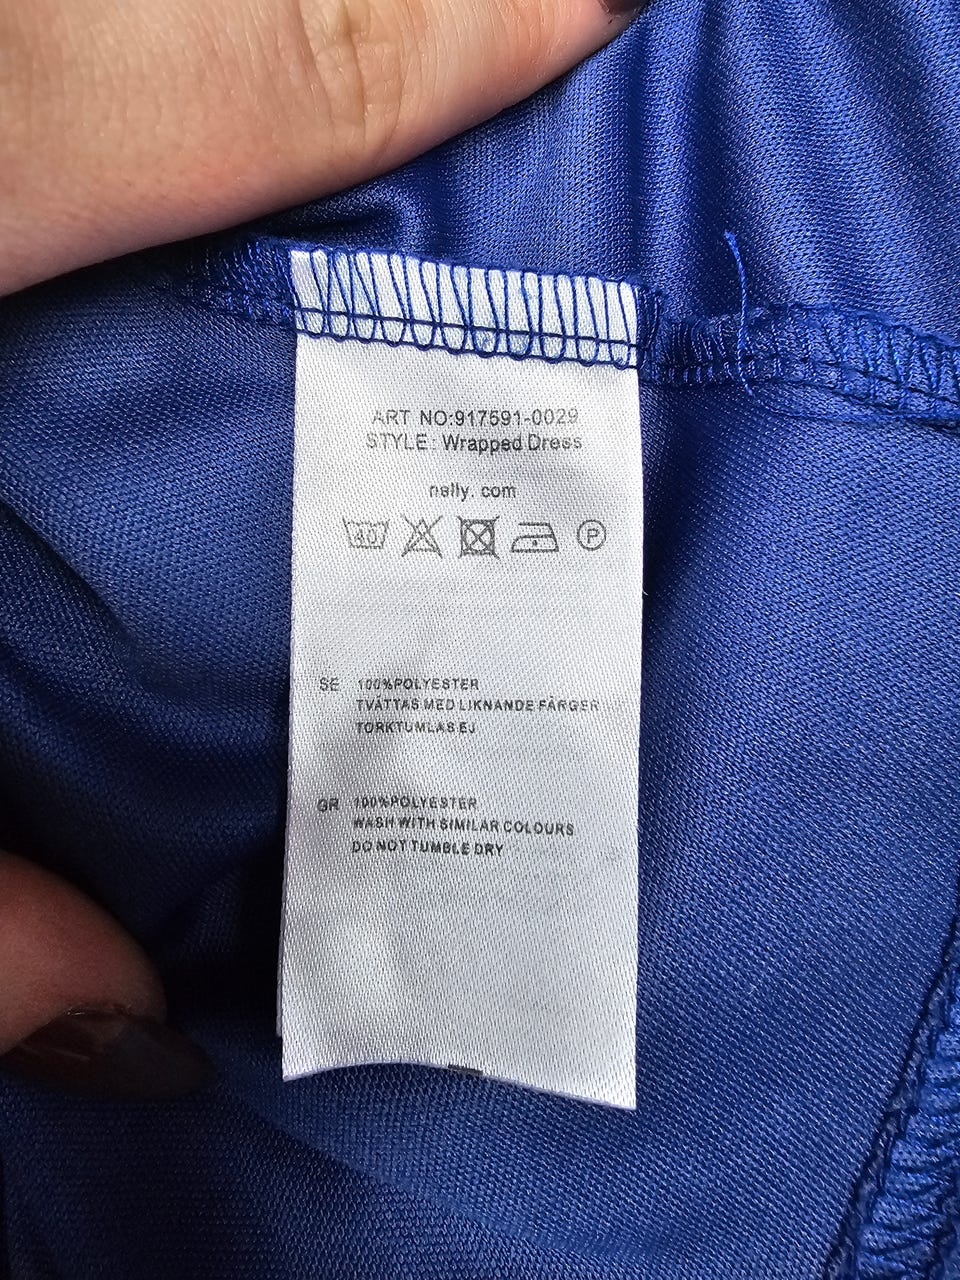 ART NO:917591-0029
STYLE: Wrapped Dress
nelly. com
40 P
SE 100%POLYESTER
TVÄTTAS MED LIKNANDE FÄRGER
TORKTUMLAS EJ
GR 100%POLYESTER
WASH WITH SIMILAR COLOURS
DO NOT TUMBLE DRY